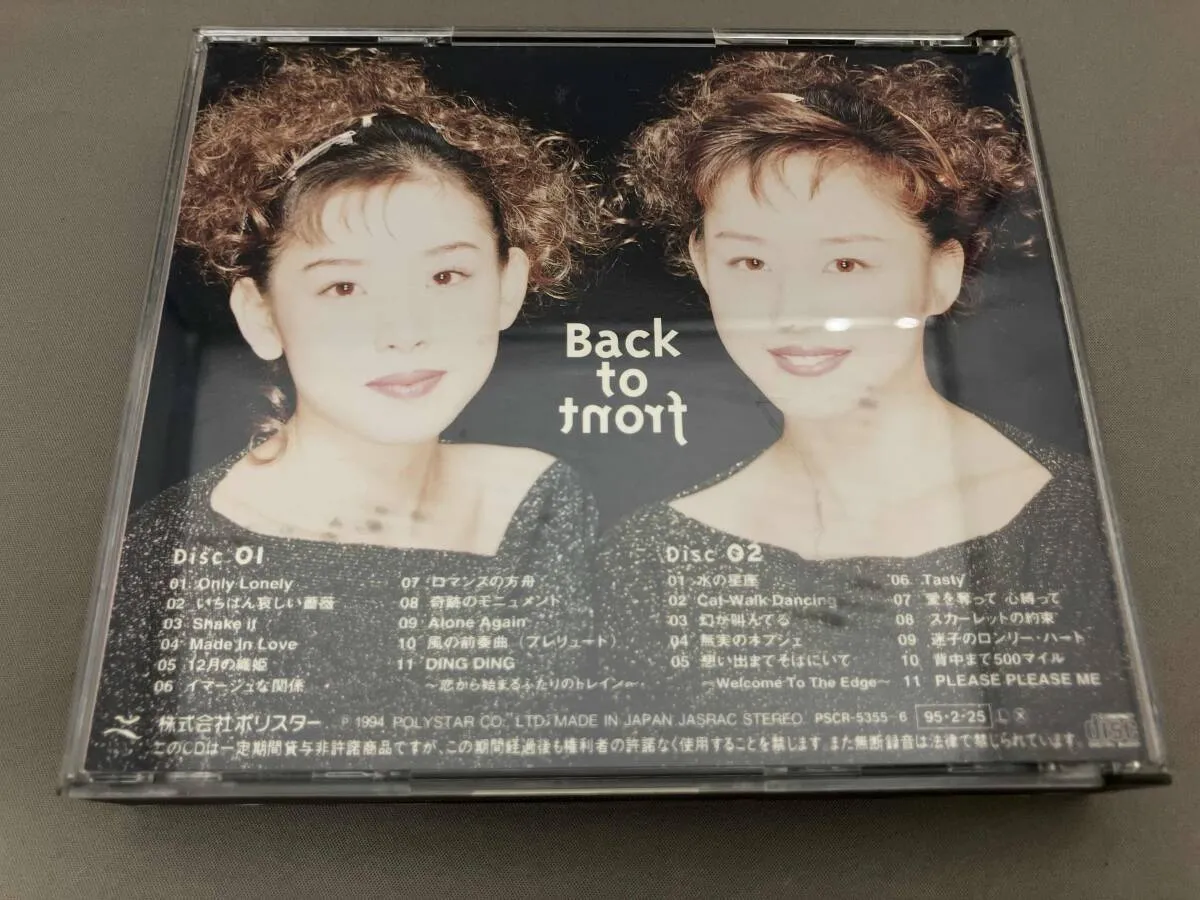 Back
to
front
Disc 01
01 Only Lonely
02 いちばん哀しい薔薇
03 Shake it
04 Made In Love
05 12月の織姫
06 イマージュな関係
07 ロマンスの方舟
08 奇跡のモニュメント
09 Alone Again
10 風の前奏曲(プレリュード)
11 DING DING
～恋から始まるふたりのトレイン～
Disc 02
01 水の星座
02 Cat-Walk Dancing
03 幻が叫んでる
04 無実のオブジェ
05 想い出までそばにいて
～Welcome To The Edge～
06 Tasty
07 愛を奪って 心縛って
08 スカーレットの約束
09 迷子のロンリー・ハート
10 背中まで500マイル
11 PLEASE PLEASE ME
株式会社ポリスター Ⓟ 1994 POLYSTAR CO., LTD. MADE IN JAPAN JASRAC STEREO PSCR-5355~6 95・2・25 L X
このCDは一定期間貸与非許諾商品ですが、この期間経過後も権利者の許諾なく使用することを禁じます。また無断録音は法律で禁じられています。
disc